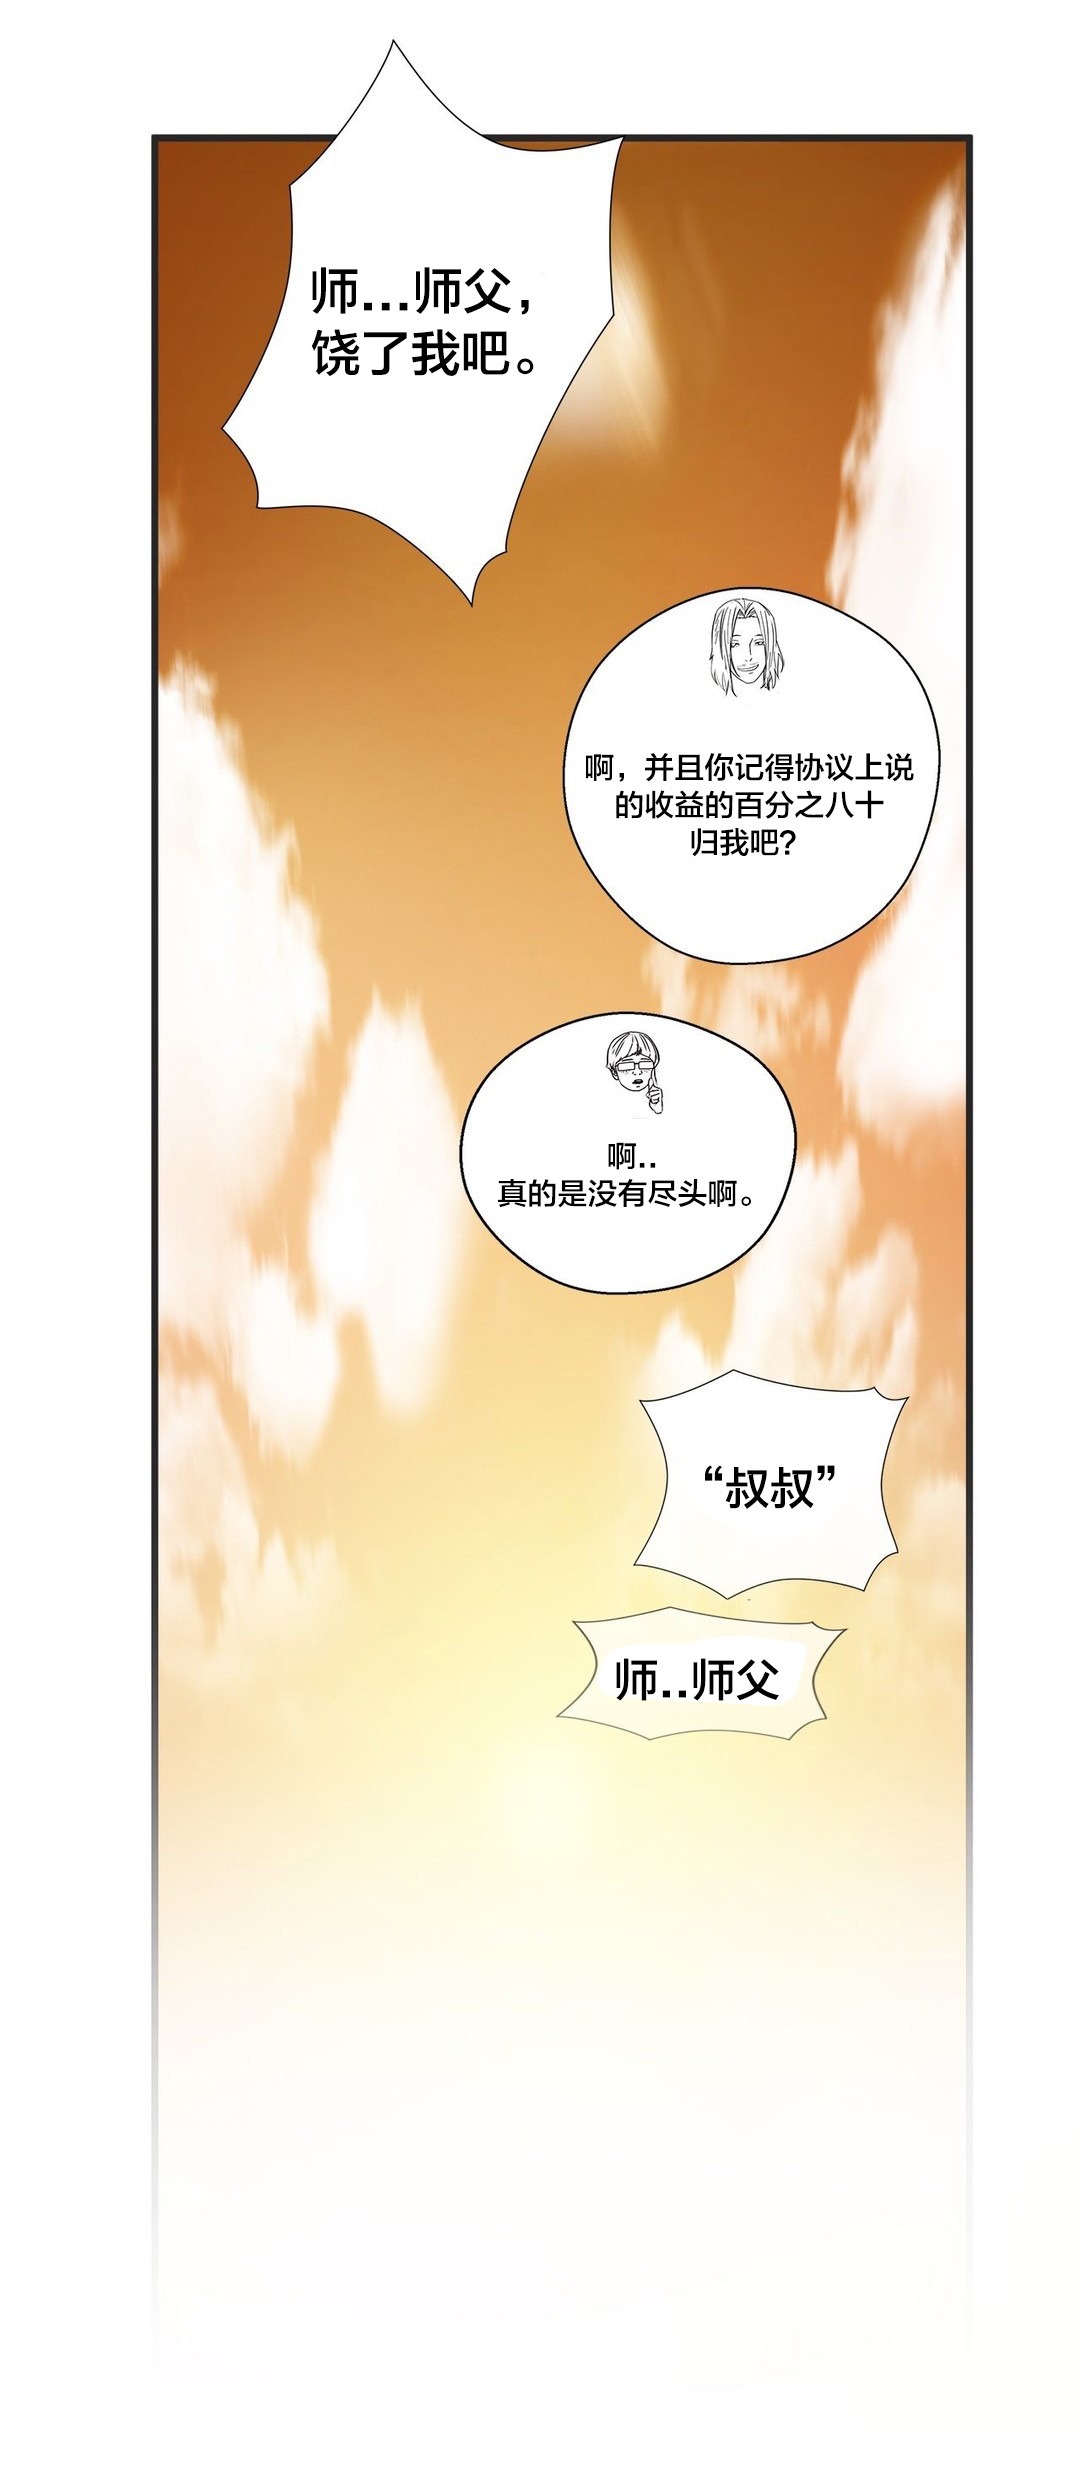 师...师父，
饶了我吧。
啊，并且你记得协议上说
的收益的百分之八十
归我吧？
啊..
真的是没有尽头啊。
“叔叔”
师..师父